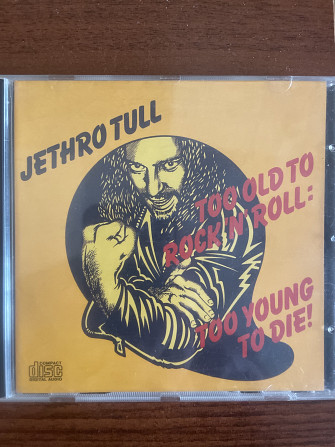 JETHRO TULL
TOO OLD TO
ROCK'N'ROLL:
TOO YOUNG
TO DIE!
COMPACT
disc
DIGITAL AUDIO